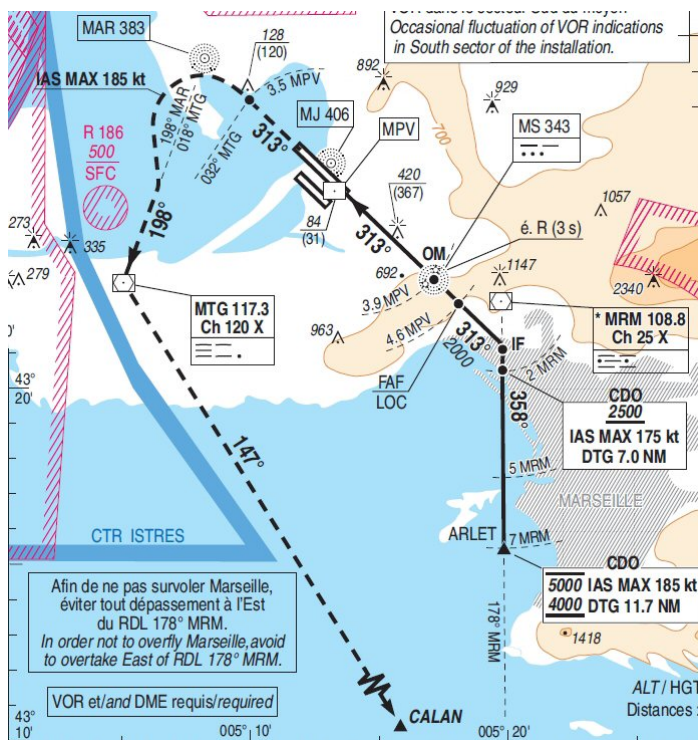 VOR dans le secteur Sud du moyen
Occasional fluctuation of VOR indications
in South sector of the installation.
MAR 383
128
(120)
IAS MAX 185 kt
3.5 MPV
892
929
MJ 406
198° MAR
018° MTG
032° MTG
313°
MPV
700
MS 343
R 186
500
SFC
420
(367)
1057
198°
84
(31)
313°
é. R (3 s)
273
335
OM
279
692
1147
2340
MTG 117.3
Ch 120 X
3.9 MPV
* MRM 108.8
Ch 25 X
963
4.6 MPV
313°
2000
IF
0'
43°
20'
FAF
LOC
2 MRM
358°
CDO
2500
IAS MAX 175 kt
DTG 7.0 NM
147°
5 MRM
MARSEILLE
CTR ISTRES
ARLET
7 MRM
CDO
5000 IAS MAX 185 kt
4000 DTG 11.7 NM
Afin de ne pas survoler Marseille,
éviter tout dépassement à l'Est
du RDL 178° MRM.
In order not to overfly Marseille,avoid
to overtake East of RDL 178° MRM.
178° MRM
1418
VOR et/and DME requis/required
ALT / HGT
Distances :
CALAN
43°
10'
005° 10'
005° 20'